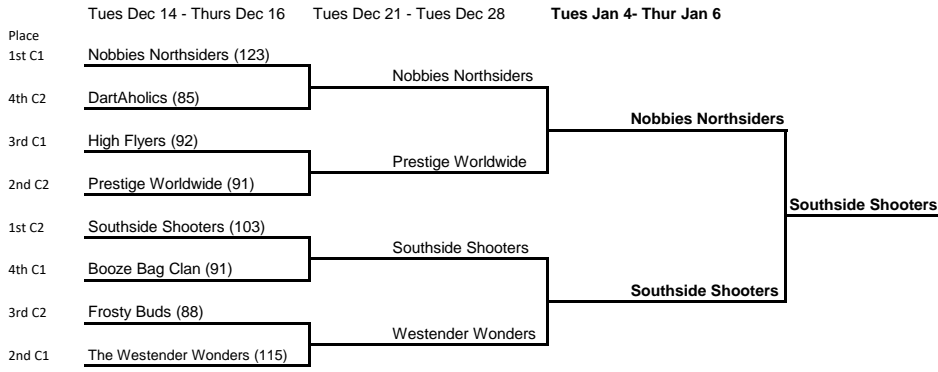 Tues Dec 14 - Thurs Dec 16 Tues Dec 21 - Tues Dec 28 Tues Jan 4- Thur Jan 6
Place
1st C1 Nobbies Northsiders (123)
Nobbies Northsiders
4th C2 DartAholics (85)
Nobbies Northsiders
3rd C1 High Flyers (92)
Prestige Worldwide
2nd C2 Prestige Worldwide (91)
Southside Shooters
1st C2 Southside Shooters (103)
Southside Shooters
4th C1 Booze Bag Clan (91)
Southside Shooters
3rd C2 Frosty Buds (88)
Westender Wonders
2nd C1 The Westender Wonders (115)